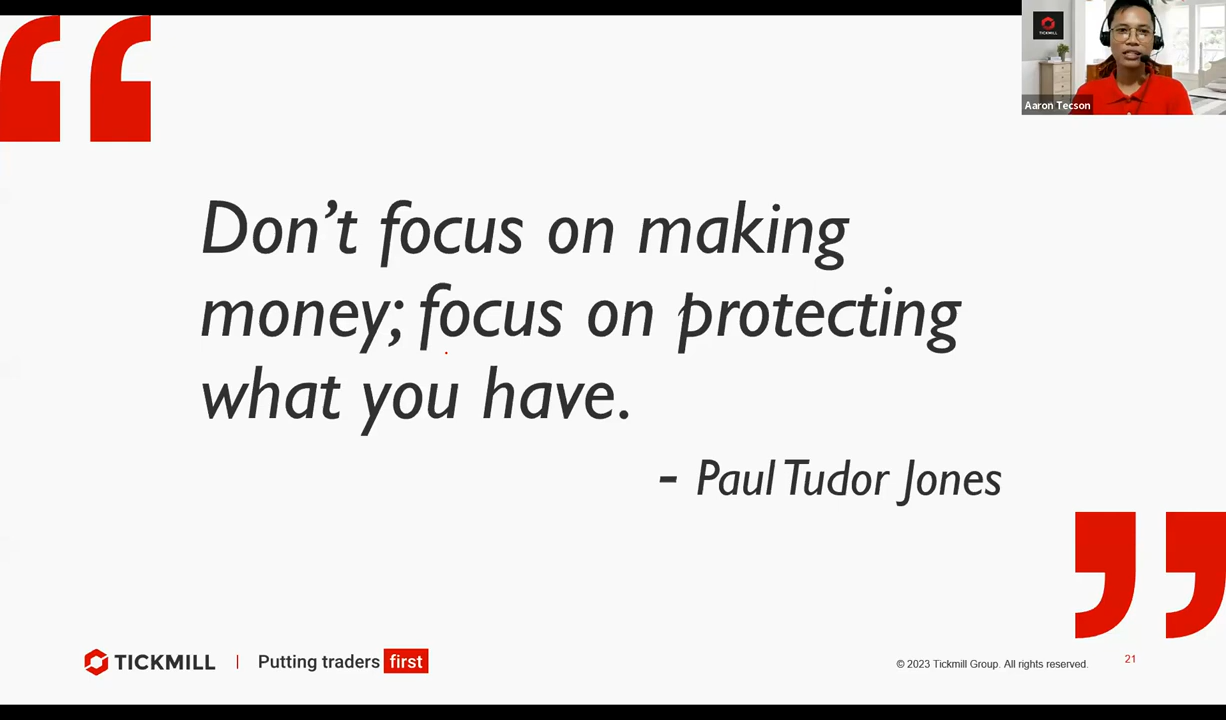 TICKMILL
Aaron Tecson
Don’t focus on making
money; focus on protecting
what you have.
- Paul Tudor Jones
TICKMILL | Putting traders first
© 2023 Tickmill Group. All rights reserved.
21